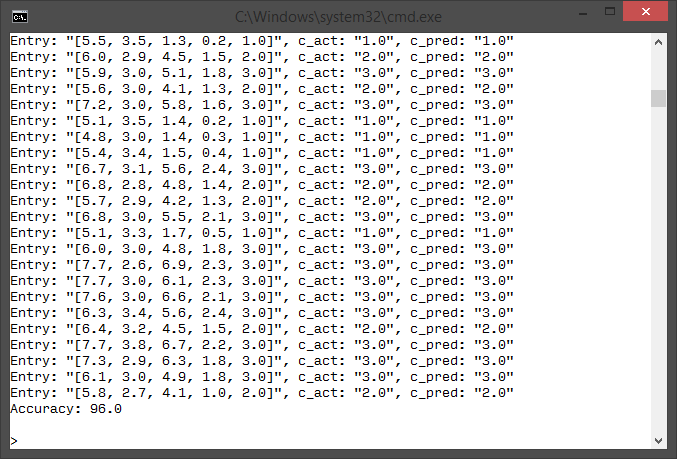 C:\Windows\system32\cmd.exe
Entry: "[5.5, 3.5, 1.3, 0.2, 1.0]", c_act: "1.0", c_pred: "1.0"
Entry: "[6.0, 2.9, 4.5, 1.5, 2.0]", c_act: "2.0", c_pred: "2.0"
Entry: "[5.9, 3.0, 5.1, 1.8, 3.0]", c_act: "3.0", c_pred: "3.0"
Entry: "[5.6, 3.0, 4.1, 1.3, 2.0]", c_act: "2.0", c_pred: "2.0"
Entry: "[7.2, 3.0, 5.8, 1.6, 3.0]", c_act: "3.0", c_pred: "3.0"
Entry: "[5.1, 3.5, 1.4, 0.2, 1.0]", c_act: "1.0", c_pred: "1.0"
Entry: "[4.8, 3.0, 1.4, 0.3, 1.0]", c_act: "1.0", c_pred: "1.0"
Entry: "[5.4, 3.4, 1.5, 0.4, 1.0]", c_act: "1.0", c_pred: "1.0"
Entry: "[6.7, 3.1, 5.6, 2.4, 3.0]", c_act: "3.0", c_pred: "3.0"
Entry: "[6.8, 2.8, 4.8, 1.4, 2.0]", c_act: "2.0", c_pred: "2.0"
Entry: "[5.7, 2.9, 4.2, 1.3, 2.0]", c_act: "2.0", c_pred: "2.0"
Entry: "[6.8, 3.0, 5.5, 2.1, 3.0]", c_act: "3.0", c_pred: "3.0"
Entry: "[5.1, 3.3, 1.7, 0.5, 1.0]", c_act: "1.0", c_pred: "1.0"
Entry: "[6.0, 3.0, 4.8, 1.8, 3.0]", c_act: "3.0", c_pred: "3.0"
Entry: "[7.7, 2.6, 6.9, 2.3, 3.0]", c_act: "3.0", c_pred: "3.0"
Entry: "[7.7, 3.0, 6.1, 2.3, 3.0]", c_act: "3.0", c_pred: "3.0"
Entry: "[7.6, 3.0, 6.6, 2.1, 3.0]", c_act: "3.0", c_pred: "3.0"
Entry: "[6.3, 3.4, 5.6, 2.4, 3.0]", c_act: "3.0", c_pred: "3.0"
Entry: "[6.4, 3.2, 4.5, 1.5, 2.0]", c_act: "2.0", c_pred: "2.0"
Entry: "[7.7, 3.8, 6.7, 2.2, 3.0]", c_act: "3.0", c_pred: "3.0"
Entry: "[7.3, 2.9, 6.3, 1.8, 3.0]", c_act: "3.0", c_pred: "3.0"
Entry: "[6.1, 3.0, 4.9, 1.8, 3.0]", c_act: "3.0", c_pred: "3.0"
Entry: "[5.8, 2.7, 4.1, 1.0, 2.0]", c_act: "2.0", c_pred: "2.0"
Accuracy: 96.0
>